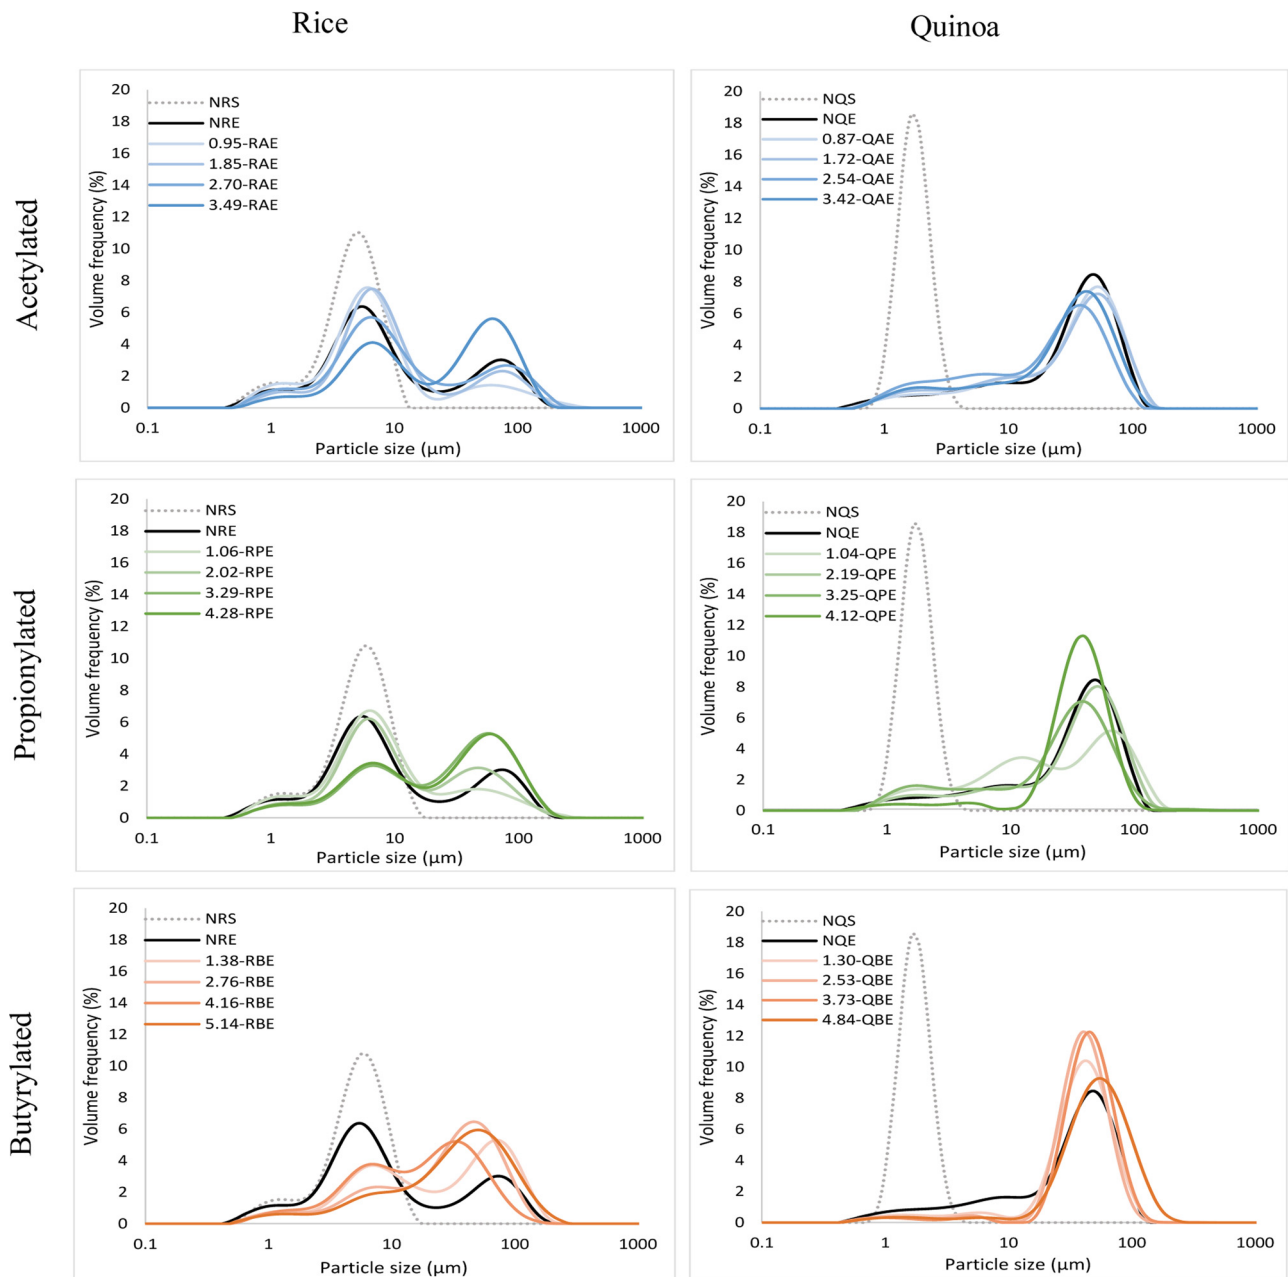 Rice
Quinoa
Acetylated
Volume frequency (%)
20
18
16
14
12
10
8
6
4
2
0
NRS
NRE
0.95-RAE
1.85-RAE
2.70-RAE
3.49-RAE
0.1
1
10
100
1000
Particle size (µm)
Volume frequency (%)
20
18
16
14
12
10
8
6
4
2
0
NQS
NQE
0.87-QAE
1.72-QAE
2.54-QAE
3.42-QAE
0.1
1
10
100
1000
Particle size (µm)
Propionylated
Volume frequency (%)
20
18
16
14
12
10
8
6
4
2
0
NRS
NRE
1.06-RPE
2.02-RPE
3.29-RPE
4.28-RPE
0.1
1
10
100
1000
Particle size (µm)
Volume frequency (%)
20
18
16
14
12
10
8
6
4
2
0
NQS
NQE
1.04-QPE
2.19-QPE
3.25-QPE
4.12-QPE
0.1
1
10
100
1000
Particle size (µm)
Butyrylated
Volume frequency (%)
20
18
16
14
12
10
8
6
4
2
0
NRS
NRE
1.38-RBE
2.76-RBE
4.16-RBE
5.14-RBE
0.1
1
10
100
1000
Particle size (µm)
Volume frequency (%)
20
18
16
14
12
10
8
6
4
2
0
NQS
NQE
1.30-QBE
2.53-QBE
3.73-QBE
4.84-QBE
0.1
1
10
100
1000
Particle size (µm)